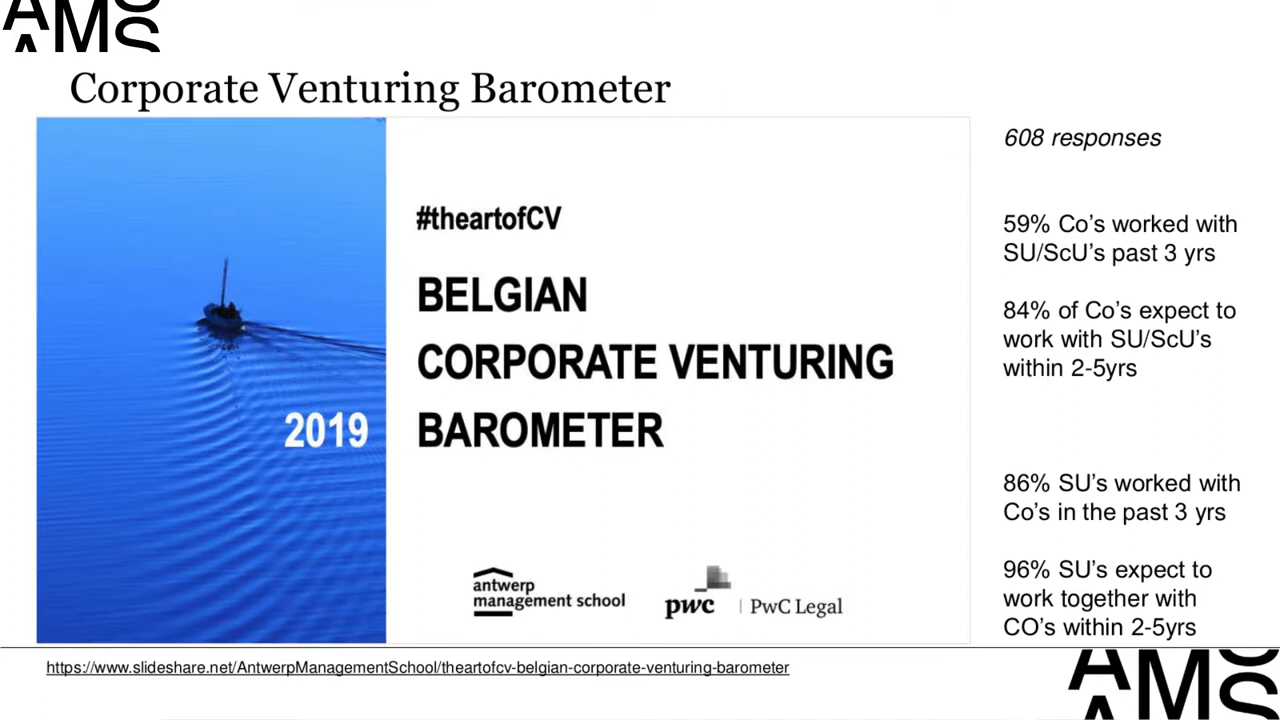 AMS
Corporate Venturing Barometer
#theartofCV
BELGIAN
CORPORATE VENTURING
BAROMETER
2019
antwerp
management school
pwc | PwC Legal
608 responses
59% Co’s worked with
SU/ScU’s past 3 yrs
84% of Co’s expect to
work with SU/ScU’s
within 2-5yrs
86% SU’s worked with
Co’s in the past 3 yrs
96% SU’s expect to
work together with
CO’s within 2-5yrs
https://www.slideshare.net/AntwerpManagementSchool/theartofcv-belgian-corporate-venturing-barometer
AMS